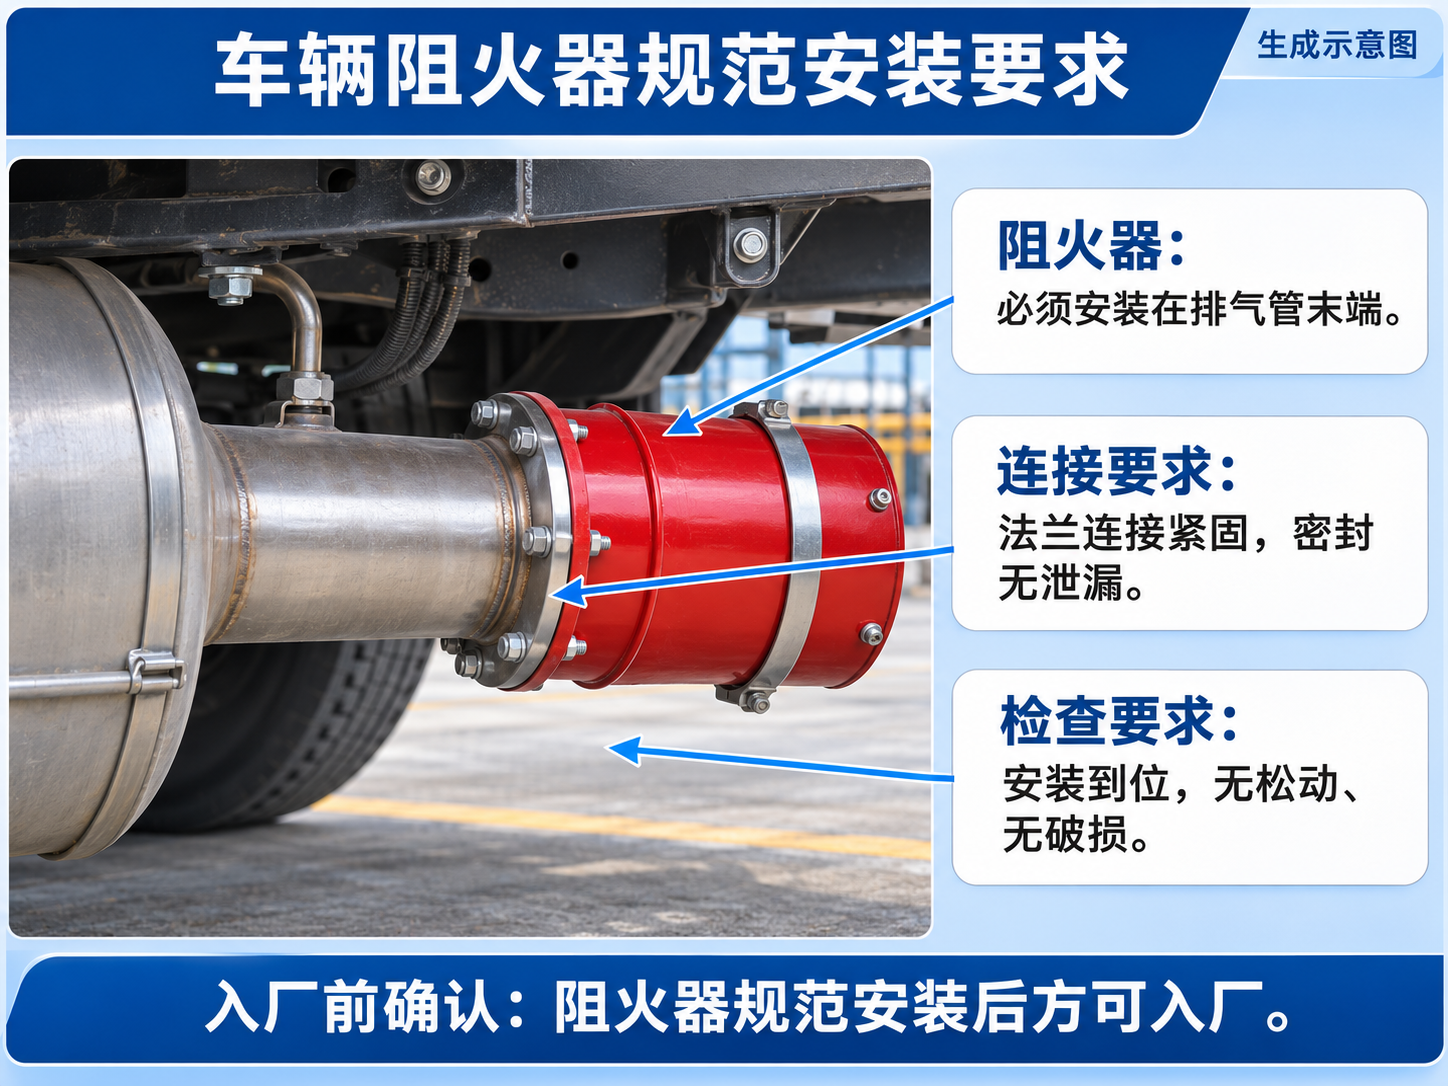 车辆阻火器规范安装要求
生成示意图
阻火器：
必须安装在排气管末端。
连接要求：
法兰连接紧固，密封
无泄漏。
检查要求：
安装到位，无松动、
无破损。
入厂前确认：阻火器规范安装后方可入厂。